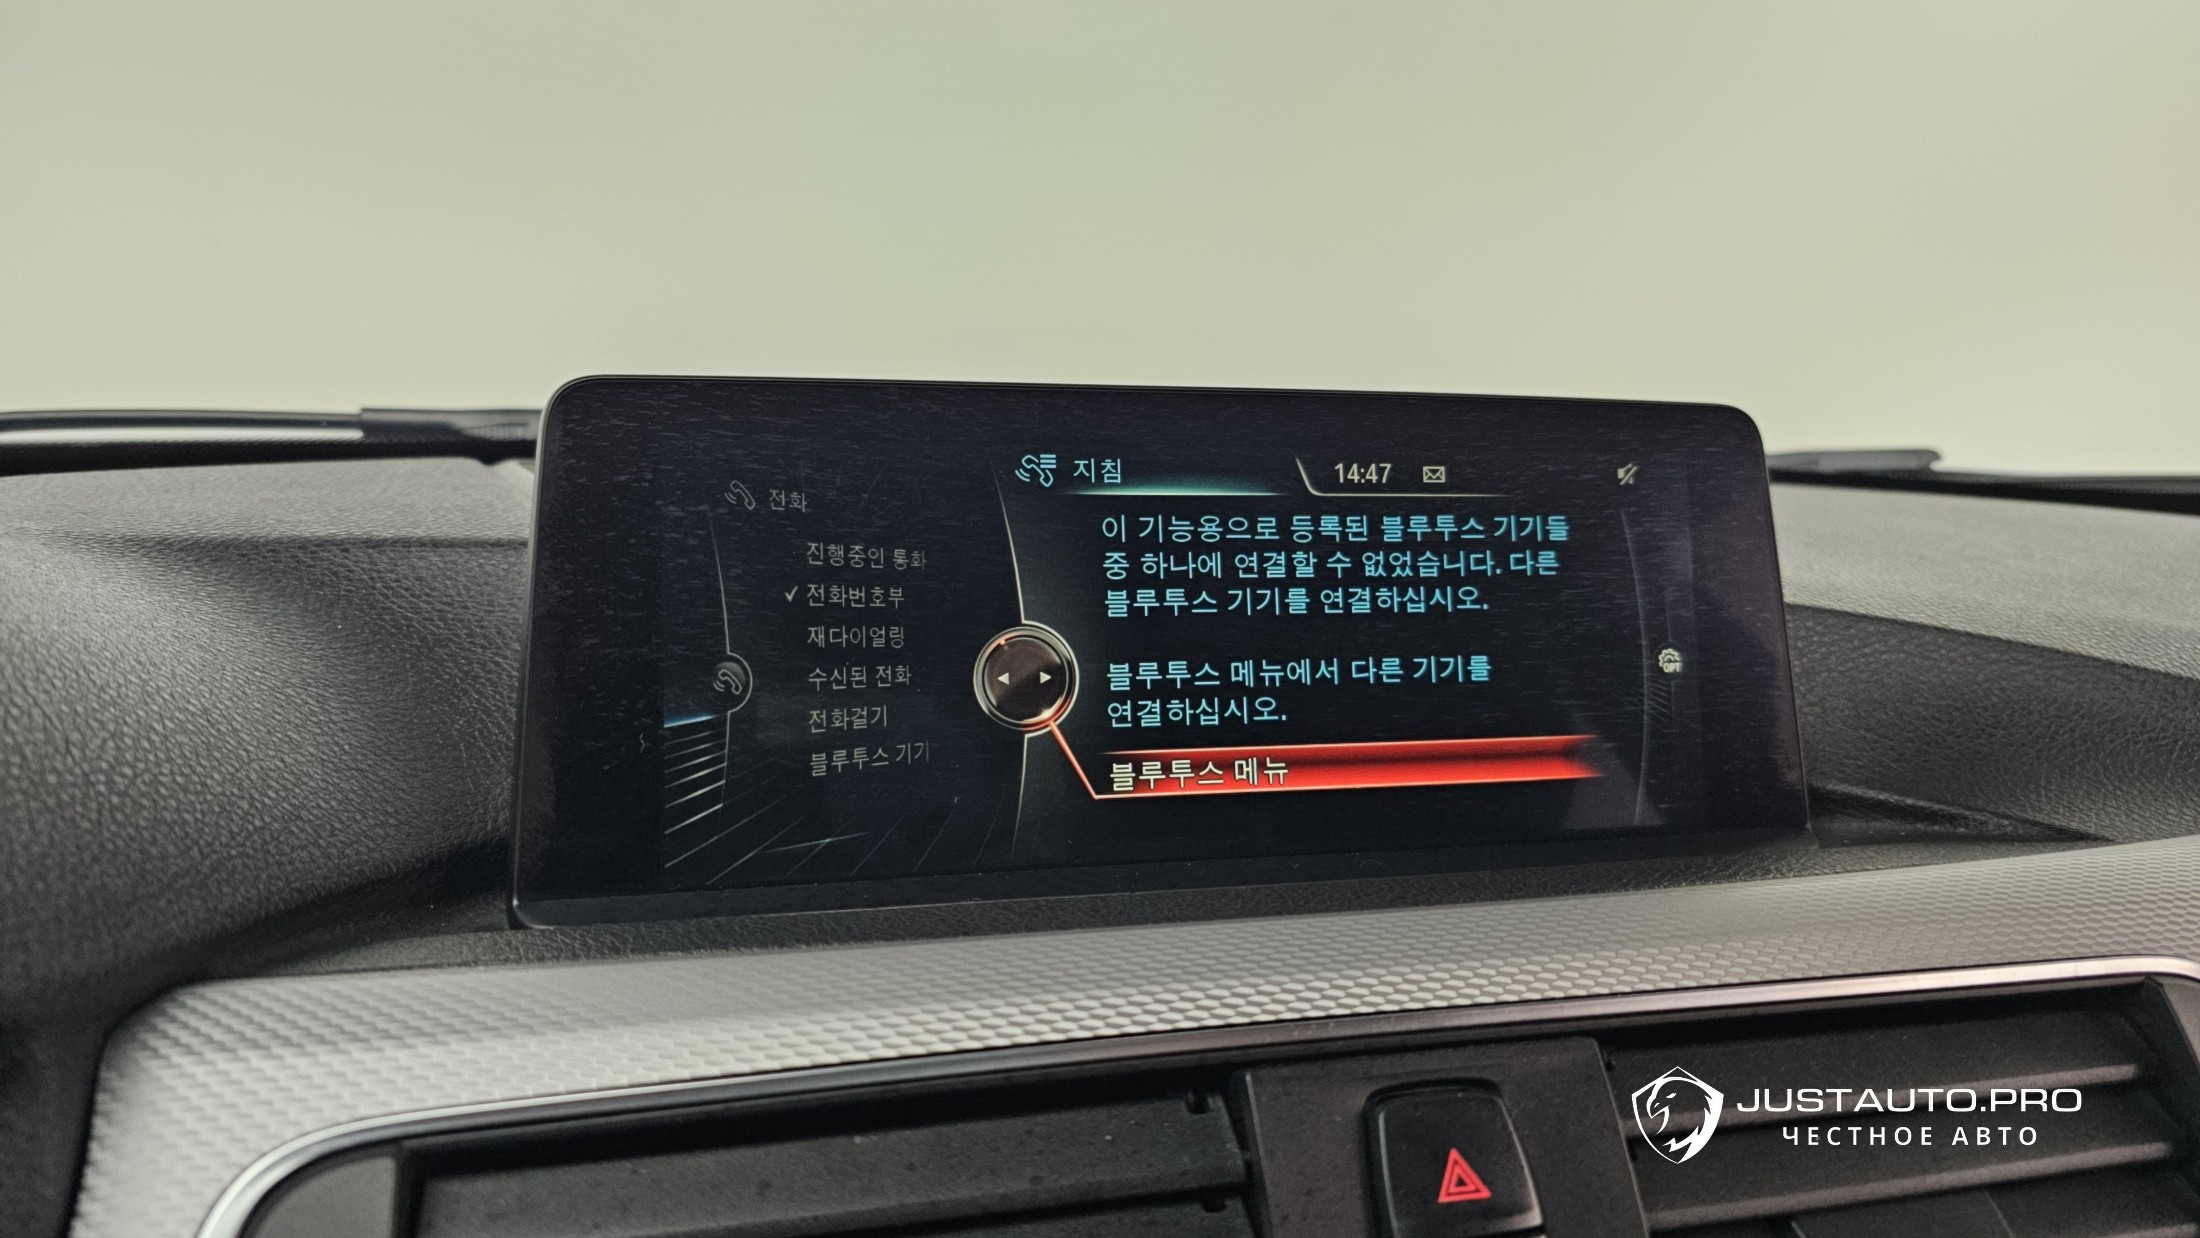 전화
진행중인 통화
✓ 전화번호부
재다이얼링
수신된 전화
전화걸기
블루투스 기기
지침
14:47
이 기능용으로 등록된 블루투스 기기들
중 하나에 연결할 수 없었습니다. 다른
블루투스 기기를 연결하십시오.
블루투스 메뉴에서 다른 기기를
연결하십시오.
블루투스 메뉴
OPT
JUSTAUTO.PRO
ЧЕСТНОЕ АВТО